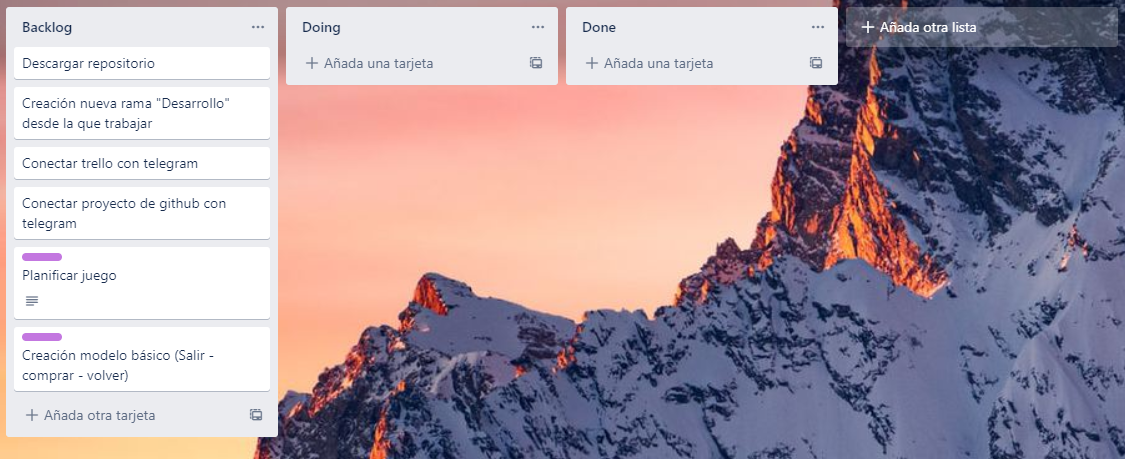 Backlog
Descargar repositorio
Creación nueva rama "Desarrollo"
desde la que trabajar
Conectar trello con telegram
Conectar proyecto de github con
telegram
Planificar juego
Creación modelo básico (Salir -
comprar - volver)
Añada otra tarjeta
Doing
Añada una tarjeta
Done
Añada una tarjeta
Añada otra lista